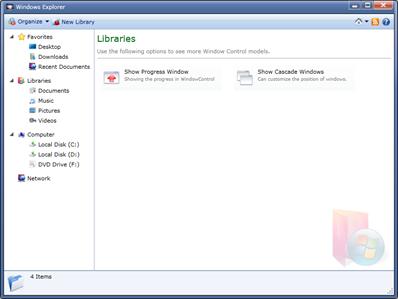 Windows Explorer
Organize
New Library
Favorites
Desktop
Downloads
Recent Documents
Libraries
Documents
Music
Pictures
Videos
Computer
Local Disk (C:)
Local Disk (D:)
DVD Drive (F:)
Network
Libraries
Use the following options to see more Window Control models.
Show Progress Window
Showing the progress in WindowControl
Show Cascade Windows
Can customize the position of windows.
4 Items